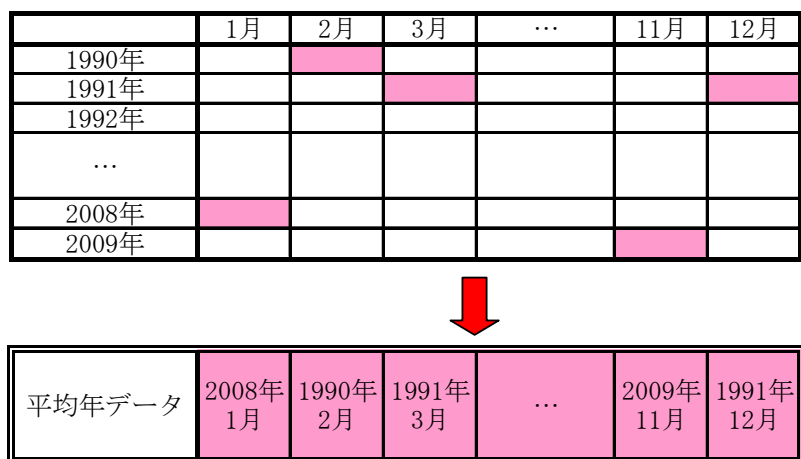 1月 2月 3月 … 11月 12月
1990年
1991年
1992年
…
2008年
2009年
平均年データ 2008年1月 1990年2月 1991年3月 … 2009年11月 1991年12月